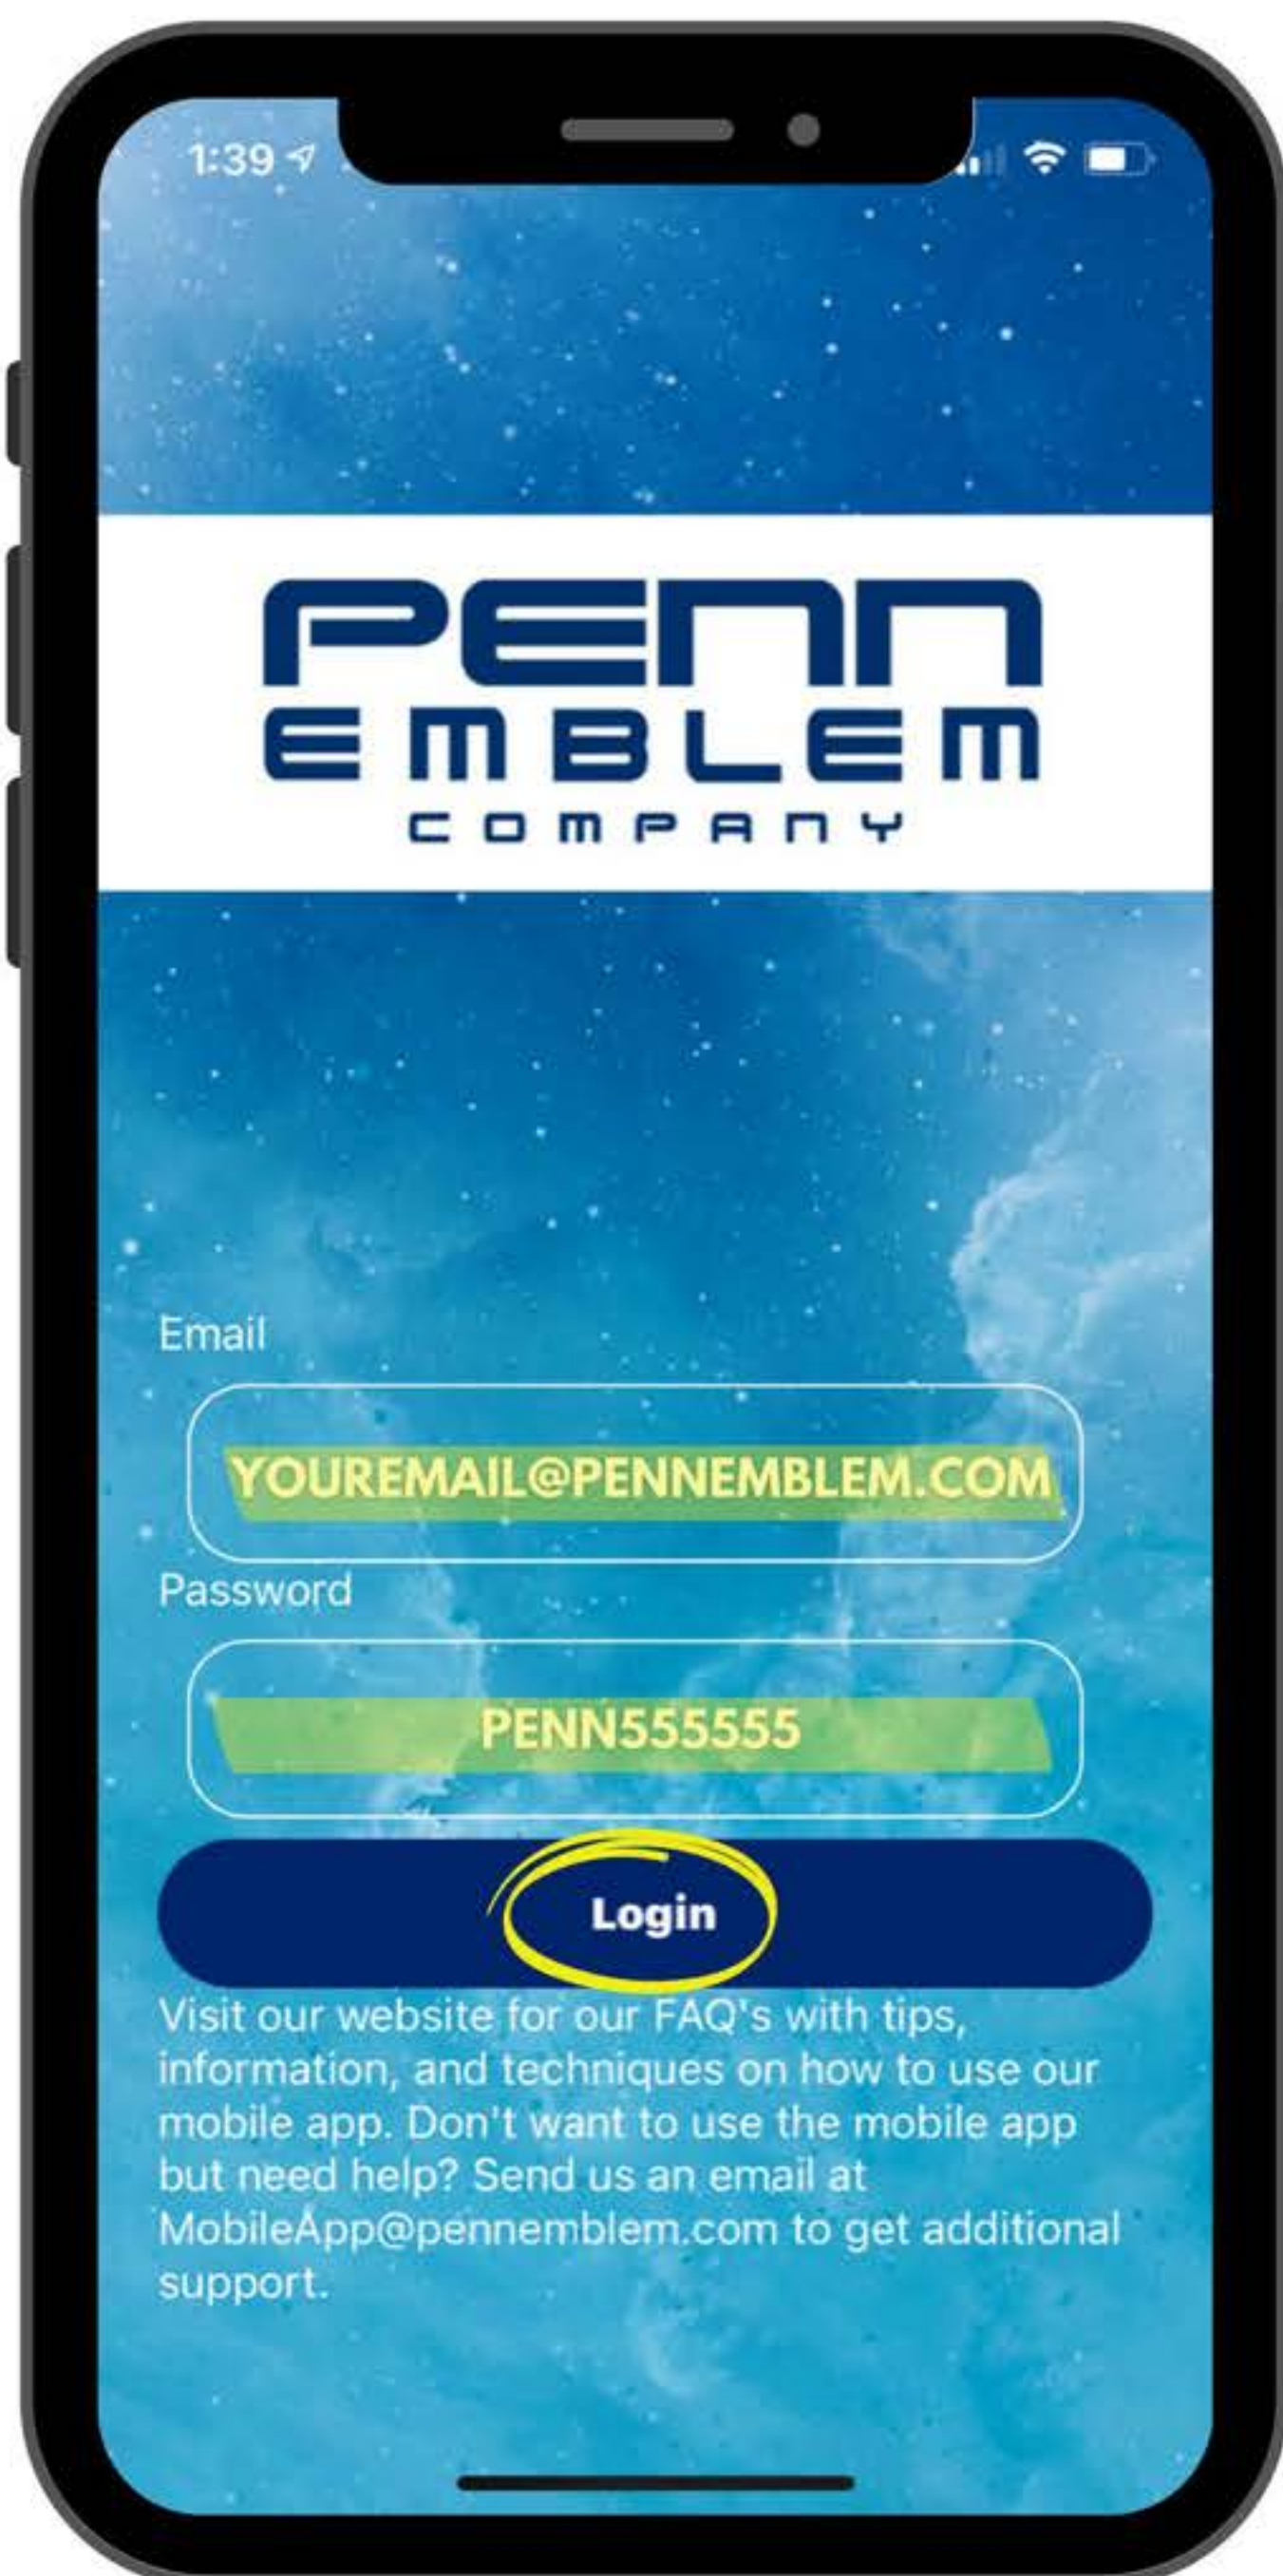 1:39
PENN
EMBLEM
COMPANY
Email
YOUREMAIL@PENNEMBLEM.COM
Password
PENN555555
Login
Visit our website for our FAQ's with tips,
information, and techniques on how to use our
mobile app. Don't want to use the mobile app
but need help? Send us an email at
MobileApp@pennemblem.com to get additional
support.